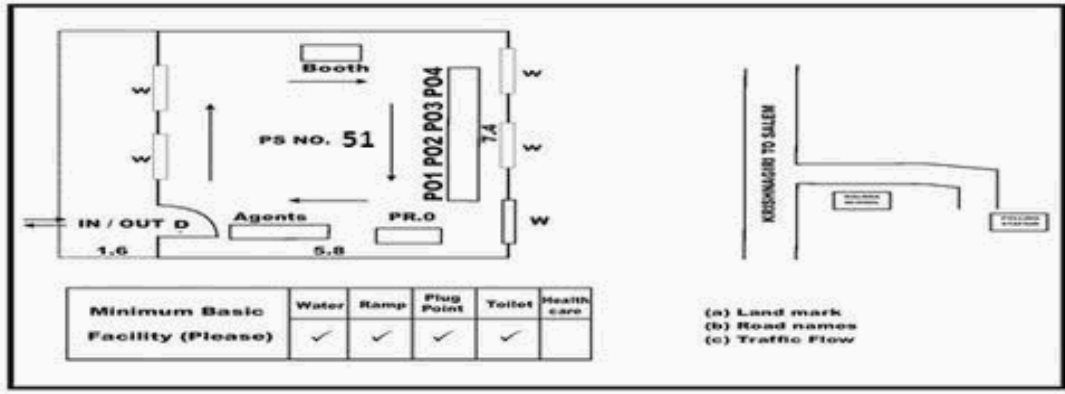 Booth
W
W
PO1 PO2 PO3 PO4
7.4
W
W
W
PS NO. 51
IN / OUT D
Agents
PR.0
1.6
5.8
KRISHNAGIRI TO SALEM
POLLING
STATION
Minimum Basic
Facility (Please)
Water
Ramp
Plug
Point
Toilet
Health
care
✓ ✓ ✓ ✓
(a) Land mark
(b) Road names
(c) Traffic Flow